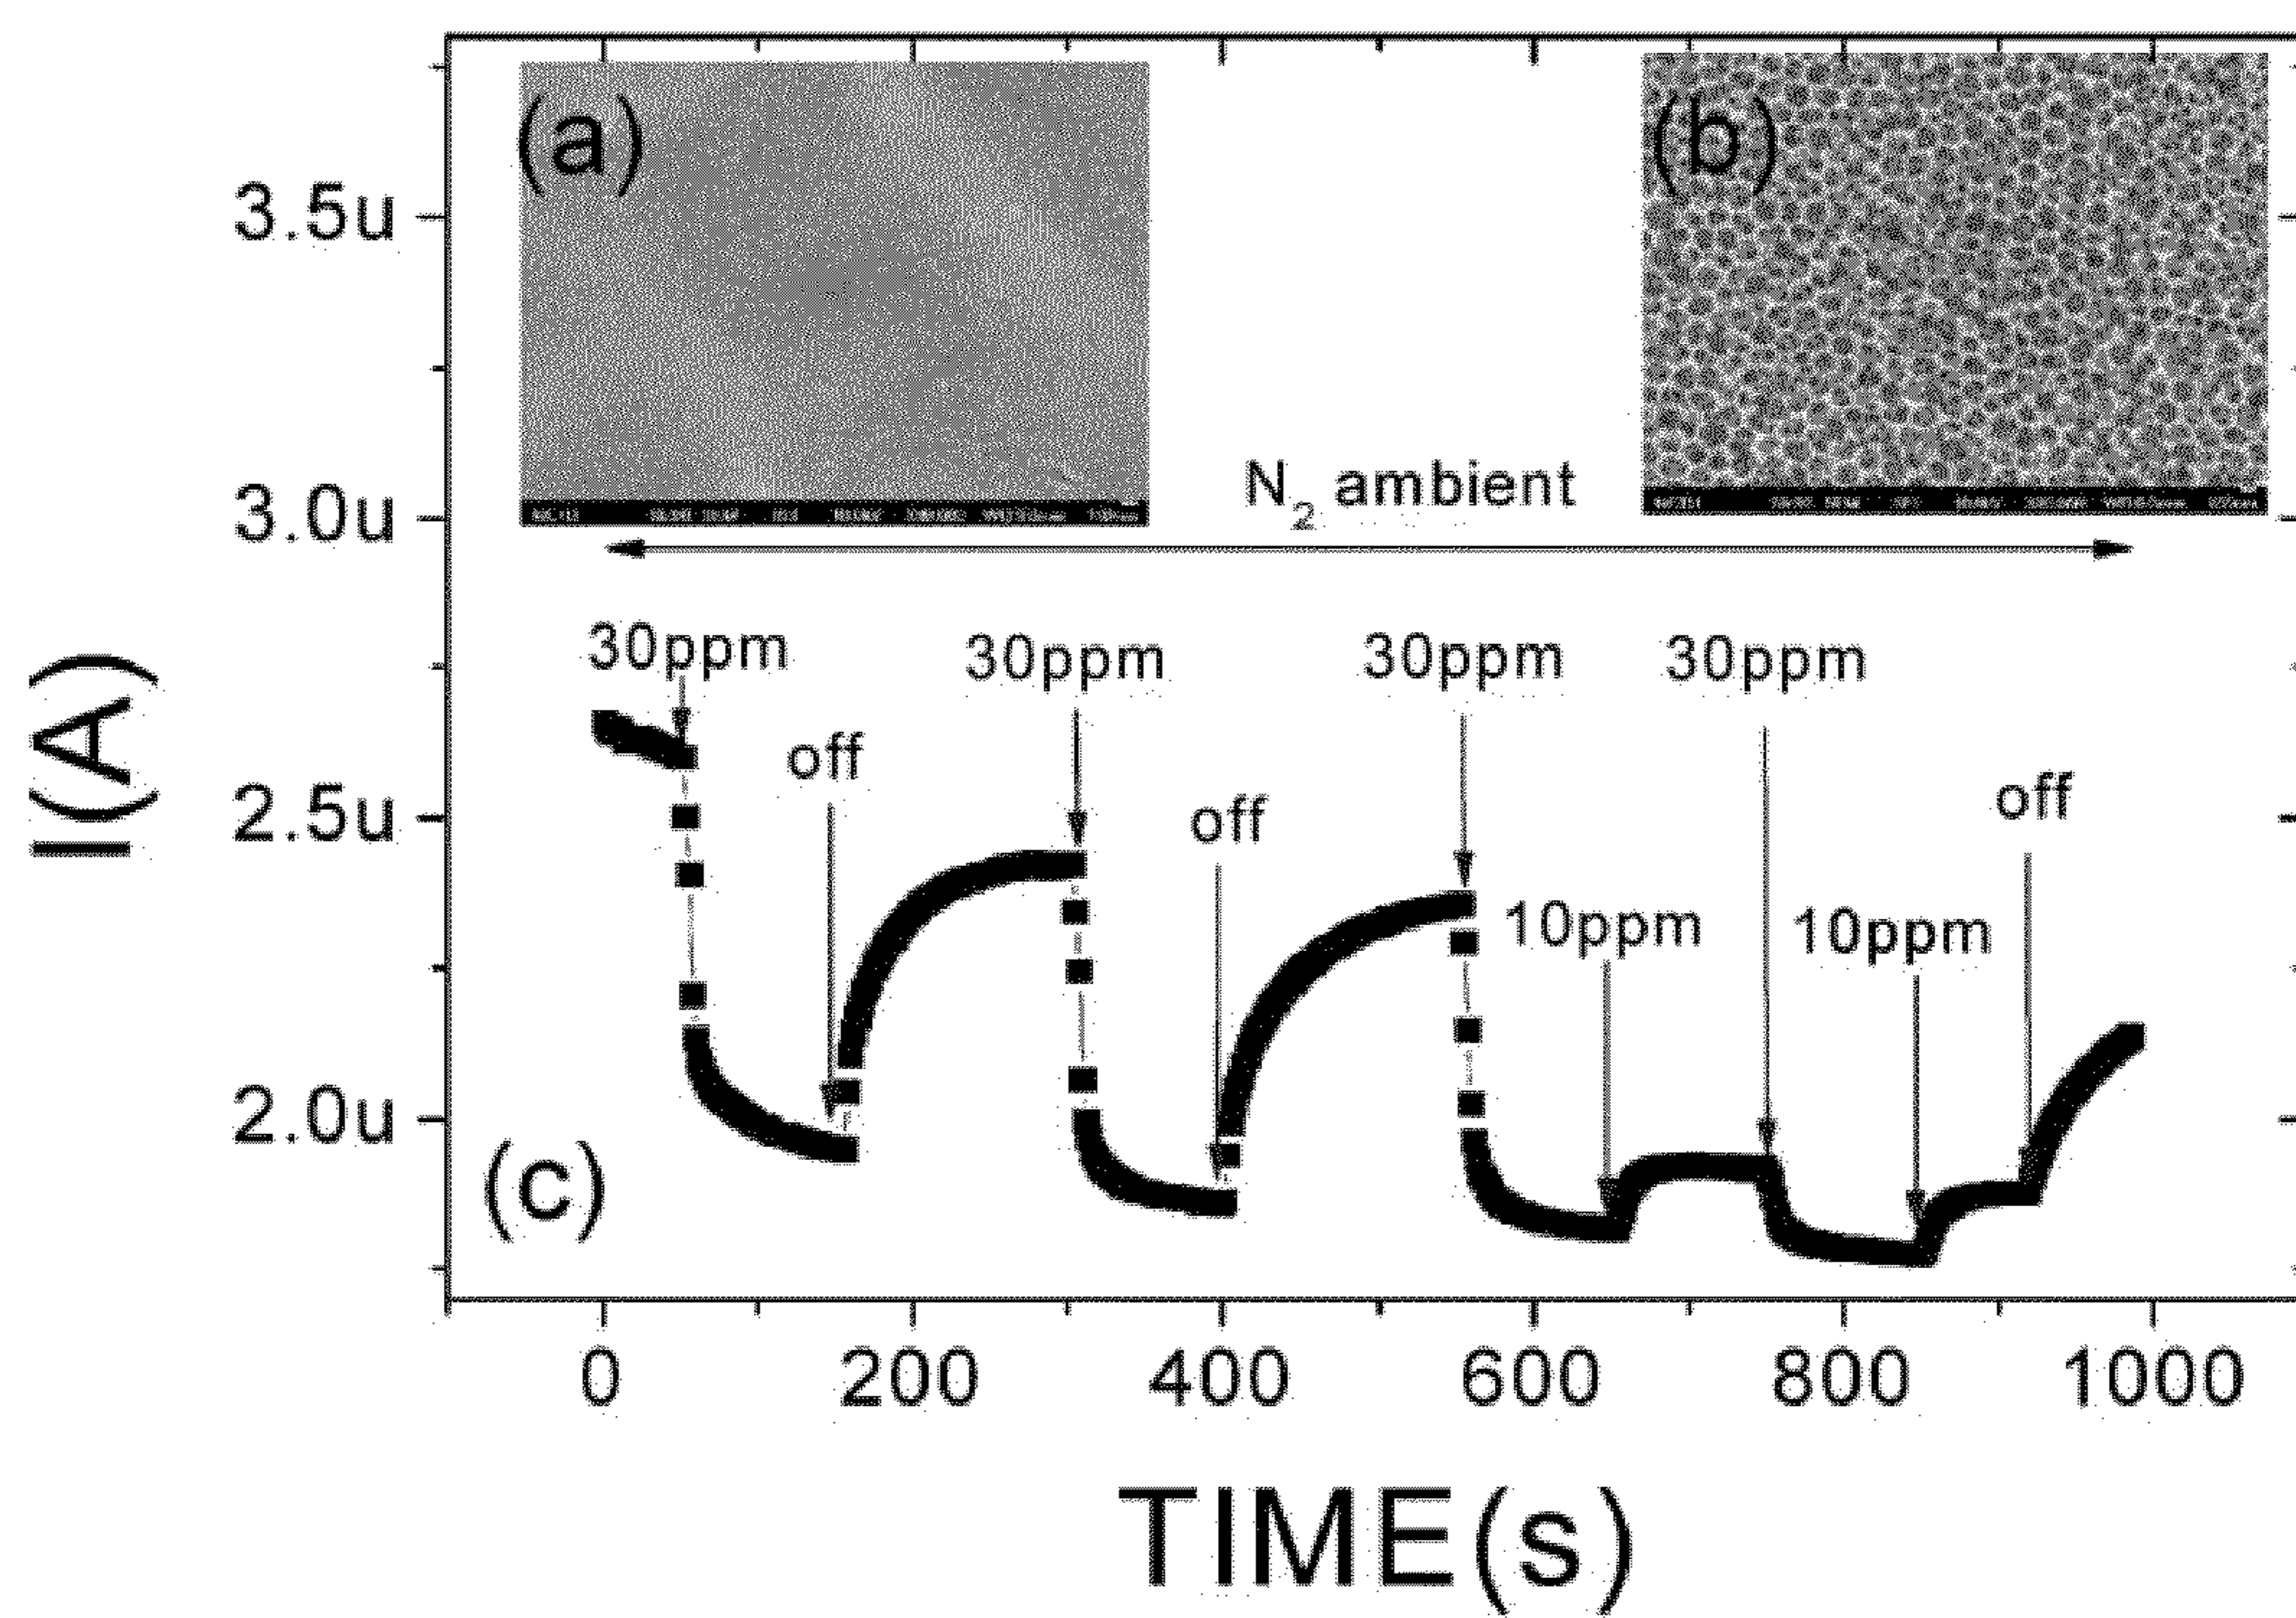 (a)
(b)
3.5u
3.0u
2.5u
2.0u
I(A)
N₂ ambient
30ppm
30ppm
30ppm
30ppm
off
off
off
10ppm
10ppm
(c)
0 200 400 600 800 1000
TIME(s)